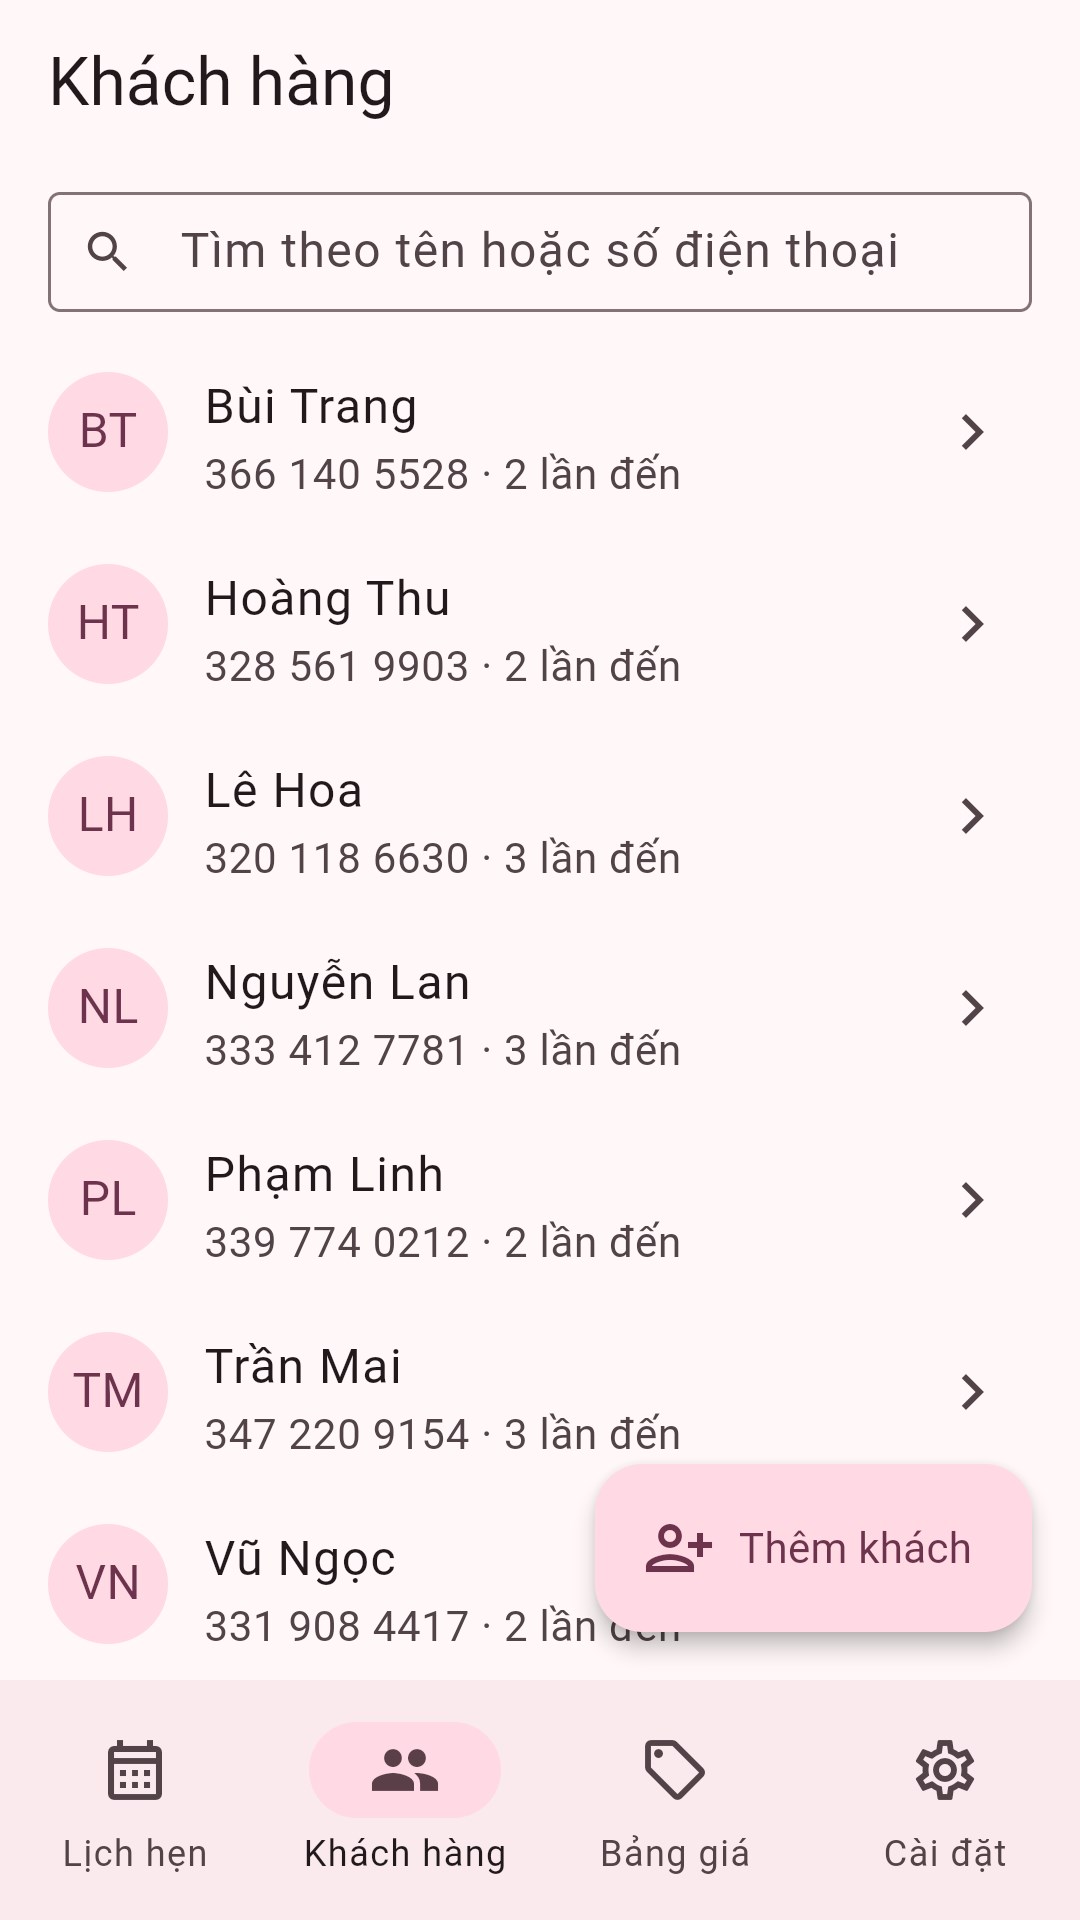 Khách hàng
Tìm theo tên hoặc số điện thoại
BT
Bùi Trang
366 140 5528 · 2 lần đến
HT
Hoàng Thu
328 561 9903 · 2 lần đến
LH
Lê Hoa
320 118 6630 · 3 lần đến
NL
Nguyễn Lan
333 412 7781 · 3 lần đến
PL
Phạm Linh
339 774 0212 · 2 lần đến
TM
Trần Mai
347 220 9154 · 3 lần đến
VN
Vũ Ngọc
331 908 4417 · 2 lần đến
Thêm khách
Lịch hẹn
Khách hàng
Bảng giá
Cài đặt